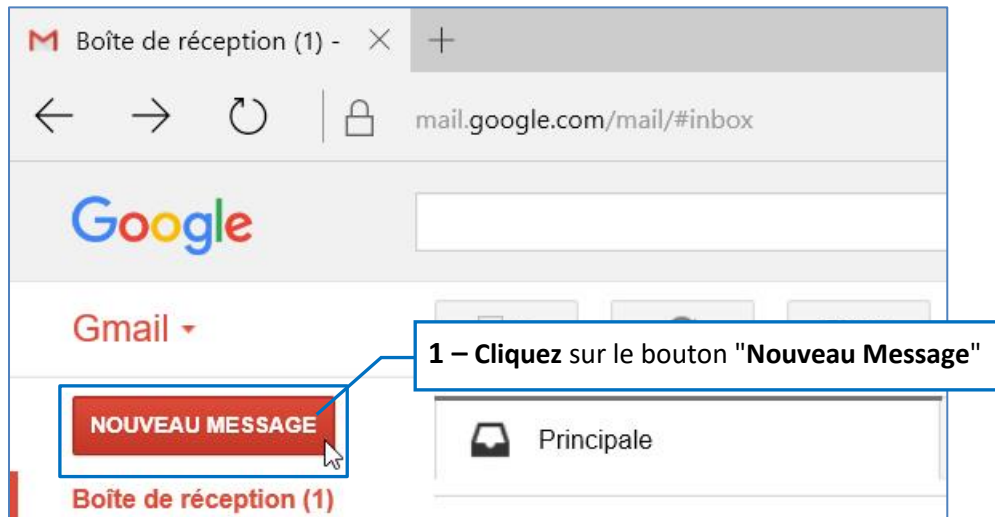 Boîte de réception (1) -
mail.google.com/mail/#inbox
Google
Gmail
1 – Cliquez sur le bouton "Nouveau Message"
NOUVEAU MESSAGE
Principale
Boîte de réception (1)